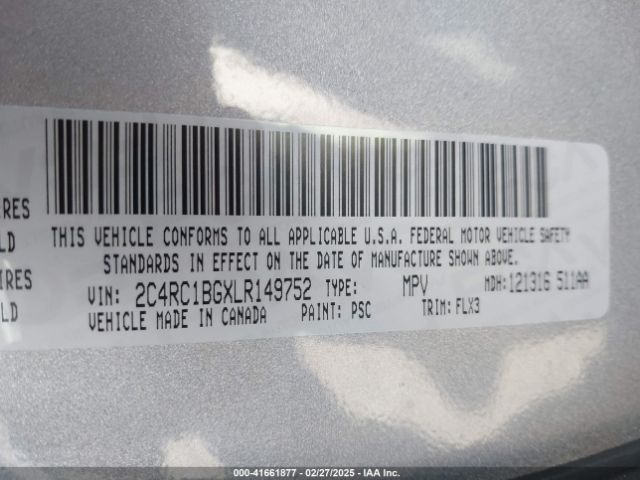 IRES
LD
THIS VEHICLE CONFORMS TO ALL APPLICABLE U.S.A. FEDERAL MOTOR VEHICLE SAFETY
STANDARDS IN EFFECT ON THE DATE OF MANUFACTURE SHOWN ABOVE.
IRES
VIN: 2C4RC1BGXLR149752 TYPE: MPV MDH: 121316 511AA
LD
VEHICLE MADE IN CANADA PAINT: PSC TRIM: FLX3
000-41661877 | 02/27/2025 | IAA Inc.